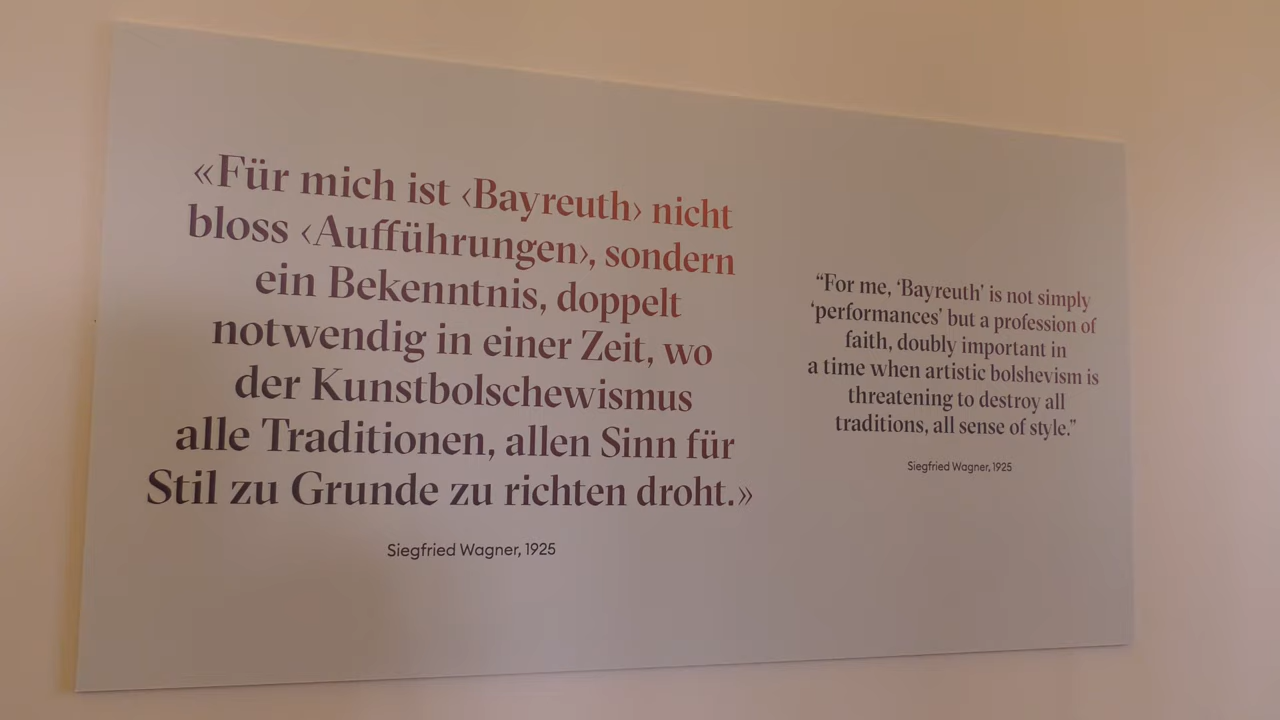 «Für mich ist ‹Bayreuth› nicht
bloss ‹Aufführungen›, sondern
ein Bekenntnis, doppelt
notwendig in einer Zeit, wo
der Kunstbolschewismus
alle Traditionen, allen Sinn für
Stil zu Grunde zu richten droht.»
Siegfried Wagner, 1925
“For me, ‘Bayreuth’ is not simply
‘performances’ but a profession of
faith, doubly important in
a time when artistic bolshevism is
threatening to destroy all
traditions, all sense of style.”
Siegfried Wagner, 1925